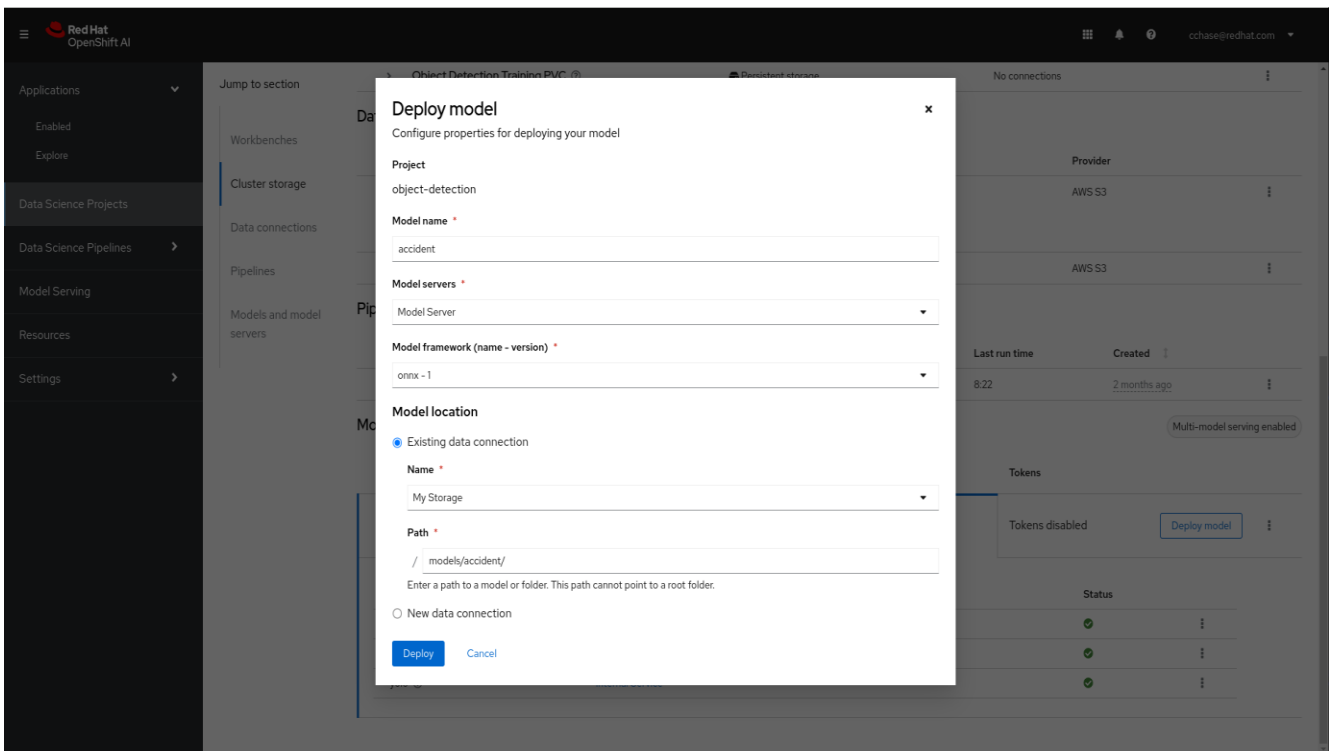 Red Hat
OpenShift AI
cchase@redhat.com
Applications
Enabled
Explore
Data Science Projects
Data Science Pipelines
Model Serving
Resources
Settings
Jump to section
Workbenches
Cluster storage
Data connections
Pipelines
Models and model
servers
Object Detection Training PVC
Persistent storage
No connections
Deploy model
Configure properties for deploying your model
Project
object-detection
Model name *
accident
Model servers *
Model Server
Model framework (name - version) *
onnx - 1
Model location
Existing data connection
Name *
My Storage
Path *
/ models/accident/
Enter a path to a model or folder. This path cannot point to a root folder.
New data connection
Deploy Cancel
Da
Provider
AWS S3
AWS S3
Pip
Last run time Created
8:22 2 months ago
Mo
Multi-model serving enabled
Tokens
Tokens disabled Deploy model
Status